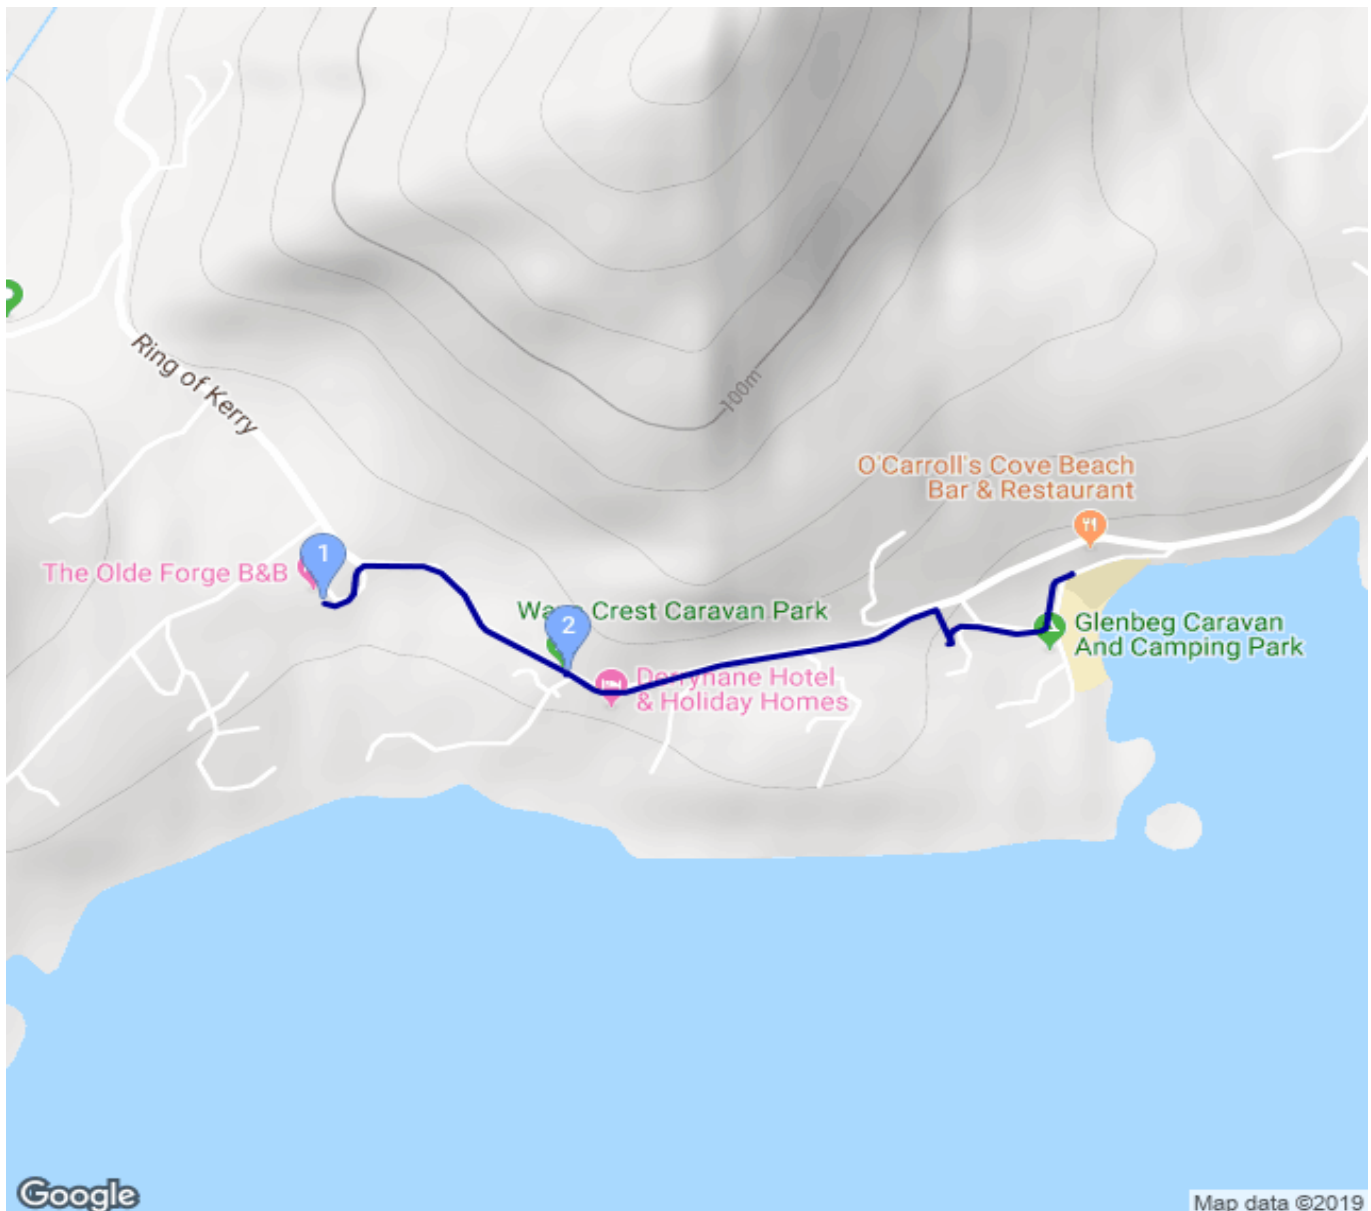 Ring of Kerry
100m
O'Carroll's Cove Beach
Bar & Restaurant
1
The Olde Forge B&B
Crest Caravan Park
2
Glenbeg Caravan
And Camping Park
Derrynane Hotel
& Holiday Homes
Google
Map data ©2019